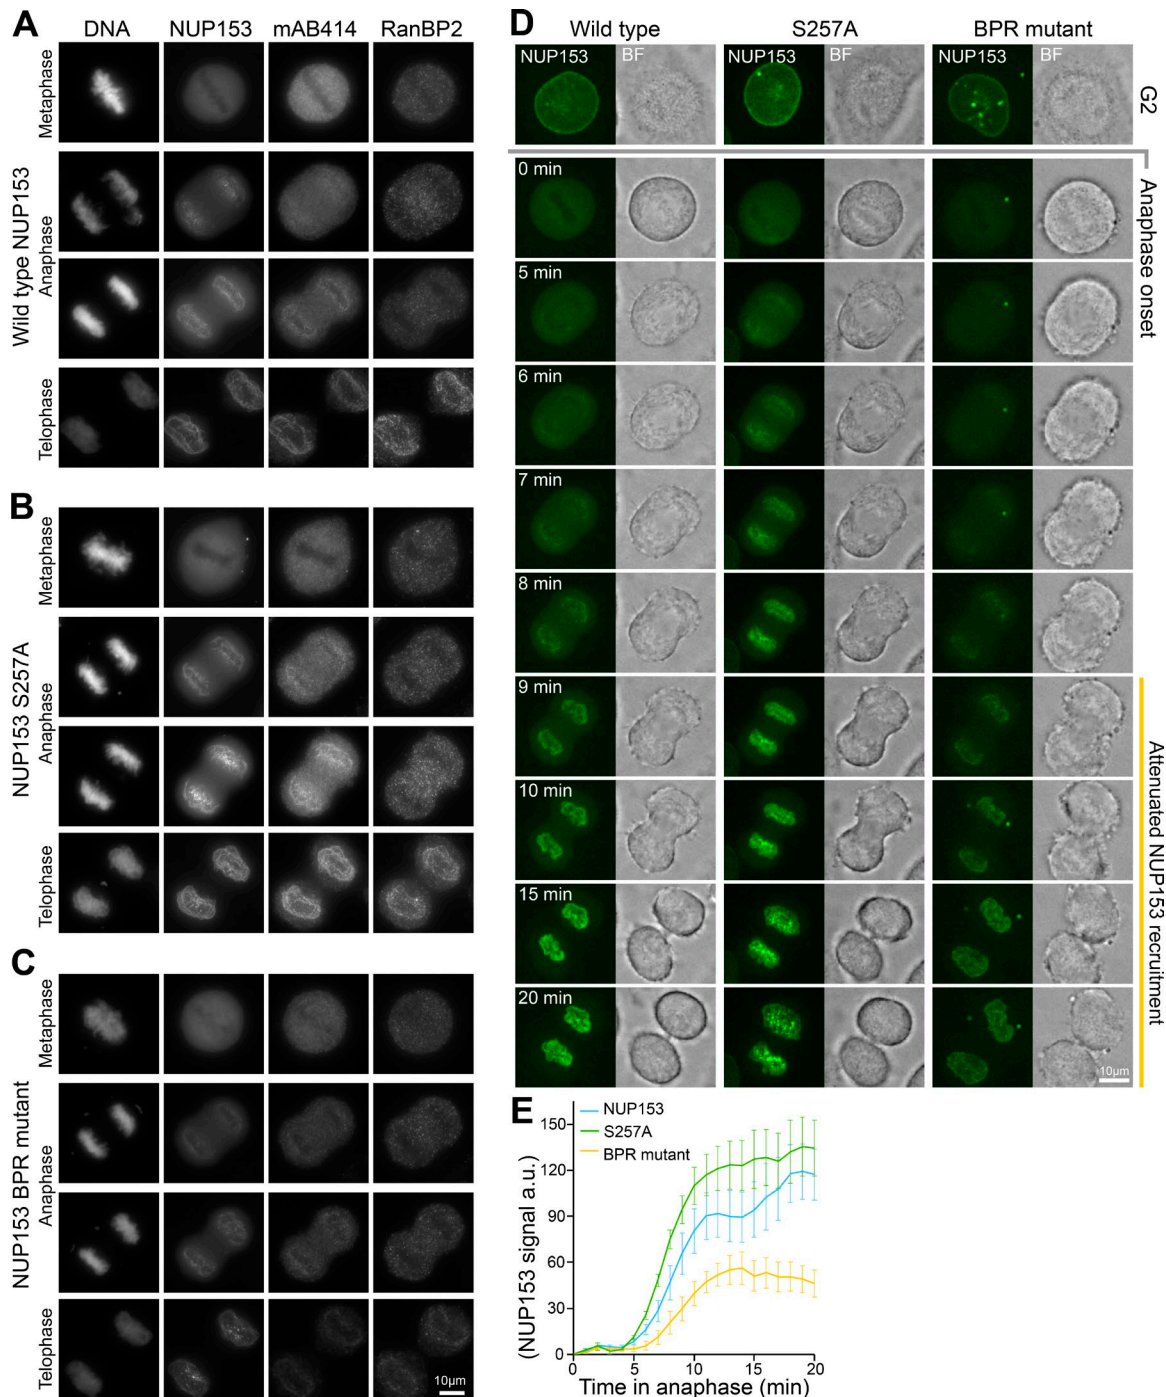 A
DNA NUP153 mAB414 RanBP2
Wild type NUP153
Metaphase
Anaphase
Telophase
B
NUP153 S257A
Metaphase
Anaphase
Telophase
C
NUP153 BPR mutant
Metaphase
Anaphase
Telophase
10μm
D
Wild type S257A BPR mutant
NUP153 BF NUP153 BF NUP153 BF
G2
Anaphase onset
0 min
5 min
6 min
7 min
8 min
9 min
10 min
15 min
20 min
10μm
Attenuated NUP153 recruitment
E
NUP153
S257A
BPR mutant
(NUP153 signal a.u.)
150
120
90
60
30
0
0 5 10 15 20
Time in anaphase (min)